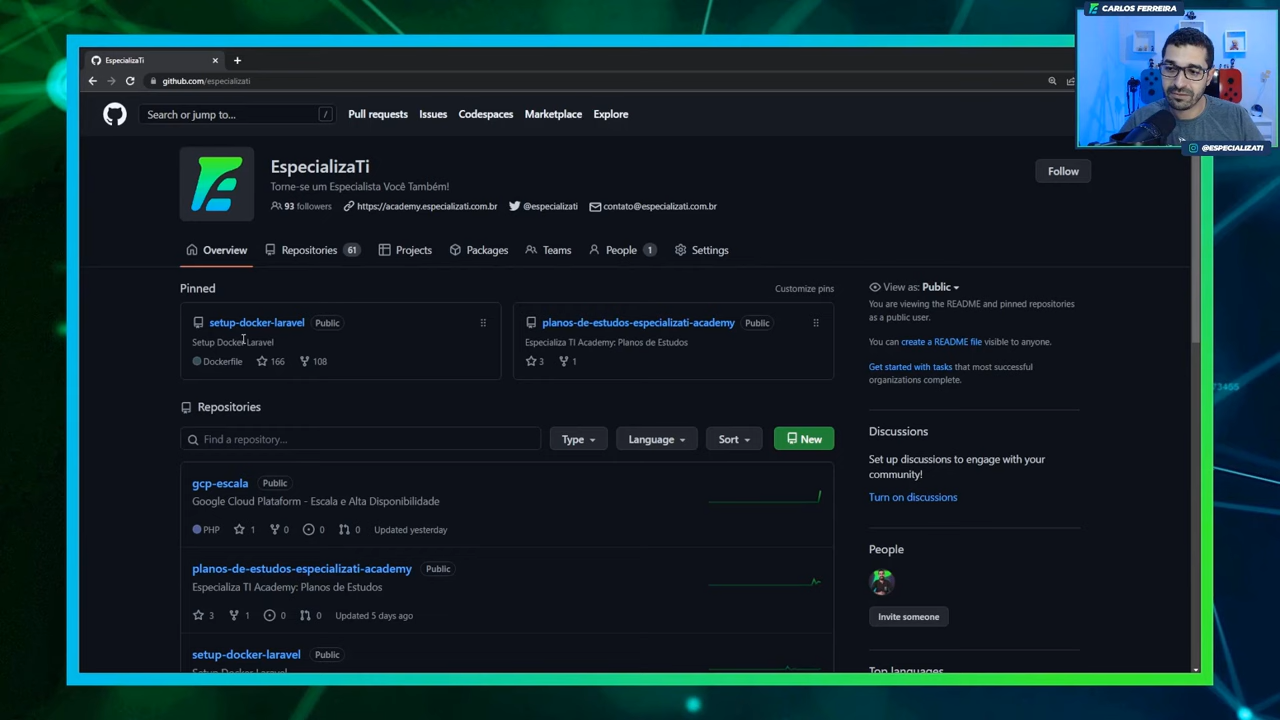 CARLOS FERREIRA
EspecializaTi
github.com/especializati
Search or jump to... /
Pull requests Issues Codespaces Marketplace Explore
@ESPECIALIZATI
EspecializaTi
Torne-se um Especialista Você Também!
93 followers https://academy.especializati.com.br @especializati contato@especializati.com.br
Follow
Overview Repositories 61 Projects Packages Teams People 1 Settings
Pinned Customize pins
setup-docker-laravel Public
Setup Docker Laravel
Dockerfile 166 108
planos-de-estudos-especializati-academy Public
Especializa TI Academy: Planos de Estudos
3 1
View as: Public
You are viewing the README and pinned repositories
as a public user.
You can create a README file visible to anyone.
Get started with tasks that most successful
organizations complete.
Repositories
Find a repository... Type Language Sort New
gcp-escala Public
Google Cloud Plataform - Escala e Alta Disponibilidade
PHP 1 0 0 0 Updated yesterday
planos-de-estudos-especializati-academy Public
Especializa TI Academy: Planos de Estudos
3 1 0 0 Updated 5 days ago
setup-docker-laravel Public
Setup Docker Laravel
Discussions
Set up discussions to engage with your
community!
Turn on discussions
People
Invite someone
Top languages
73455